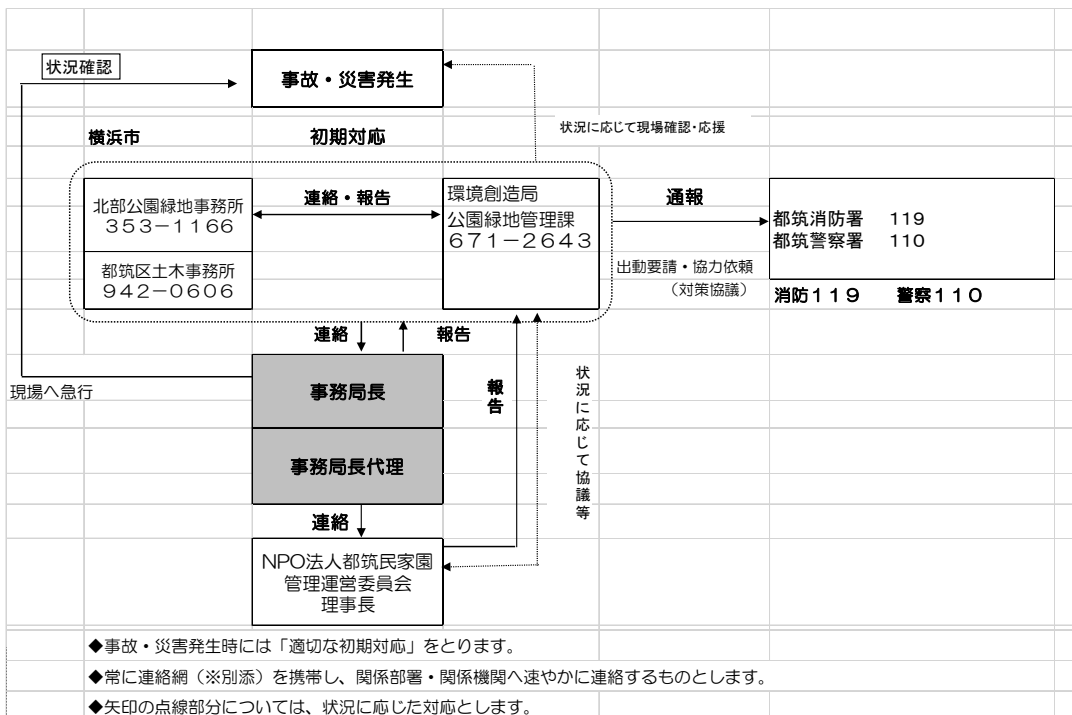 状況確認
事故・災害発生
状況に応じて現場確認・応援
横浜市
初期対応
北部公園緑地事務所
353-1166
連絡・報告
環境創造局
公園緑地管理課
671-2643
通報
都筑消防署 119
都筑警察署 110
都筑区土木事務所
942-0606
出動要請・協力依頼
（対策協議）
消防119 警察110
連絡
報告
現場へ急行
事務局長
報告
状況に応じて協議等
事務局長代理
連絡
NPO法人都筑民家園
管理運営委員会
理事長
◆事故・災害発生時には「適切な初期対応」をとります。
◆常に連絡網（※別添）を携帯し、関係部署・関係機関へ速やかに連絡するものとします。
◆矢印の点線部分については、状況に応じた対応とします。